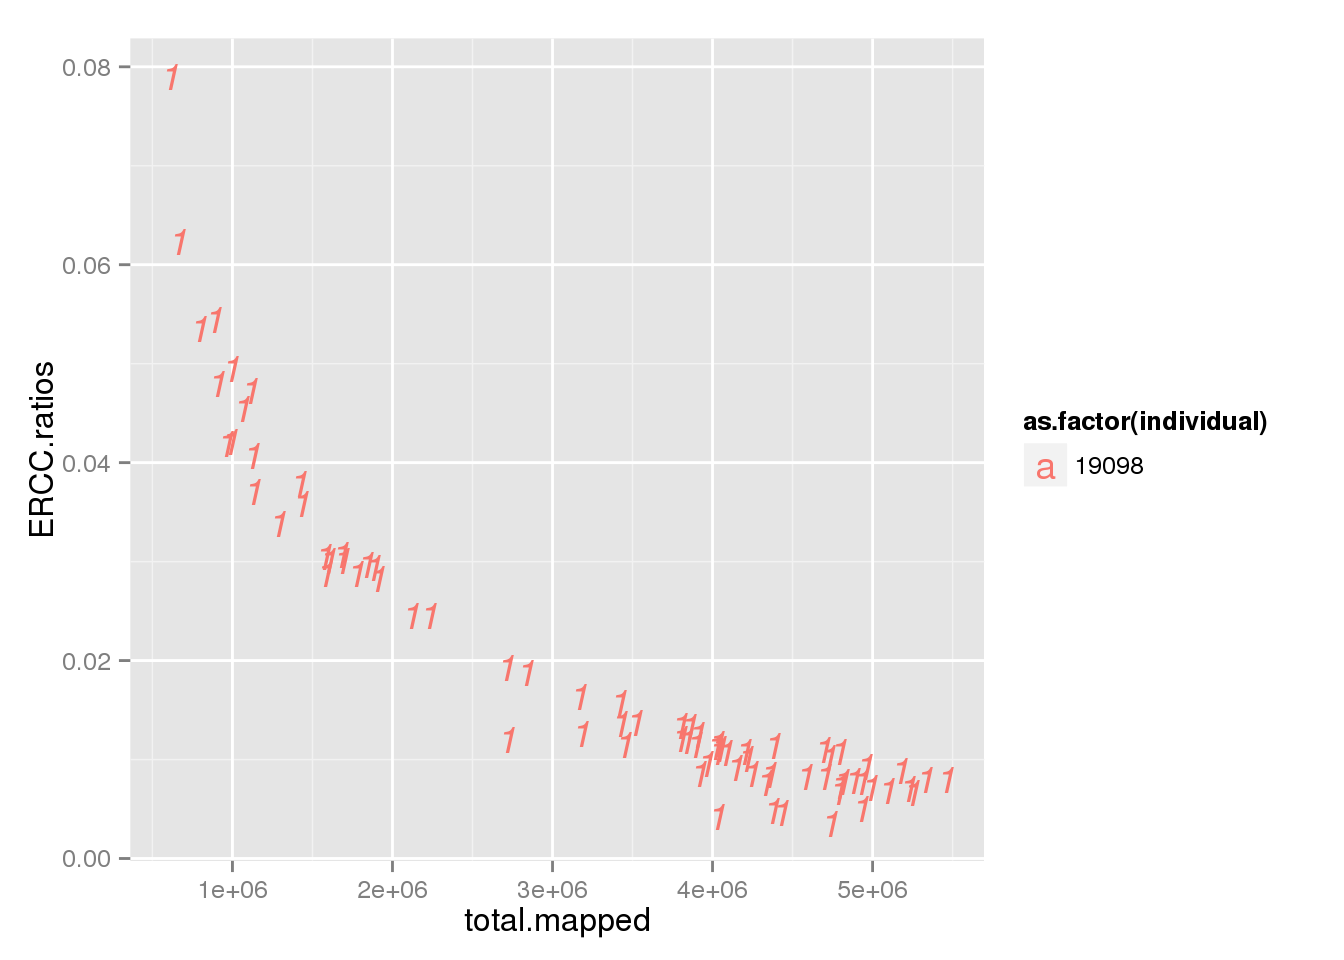 0.08
0.06
0.04
0.02
0.00
ERCC.ratios
1e+06 2e+06 3e+06 4e+06 5e+06
total.mapped
as.factor(individual)
a 19098